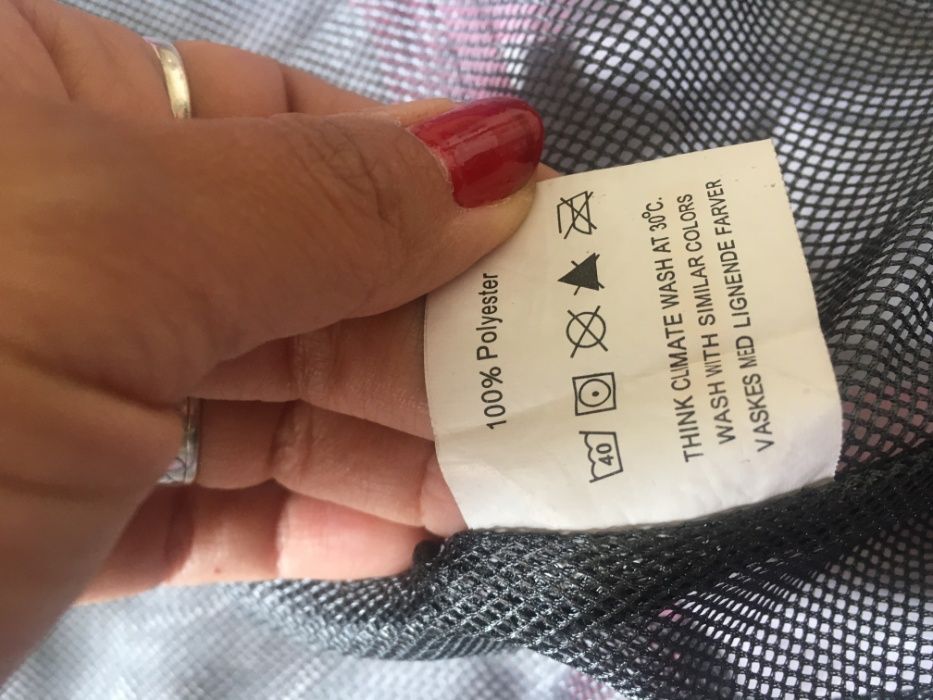 100% Polyester
40
THINK CLIMATE WASH AT 30°C.
WASH WITH SIMILAR COLORS
VASKES MED LIGNENDE FARVER